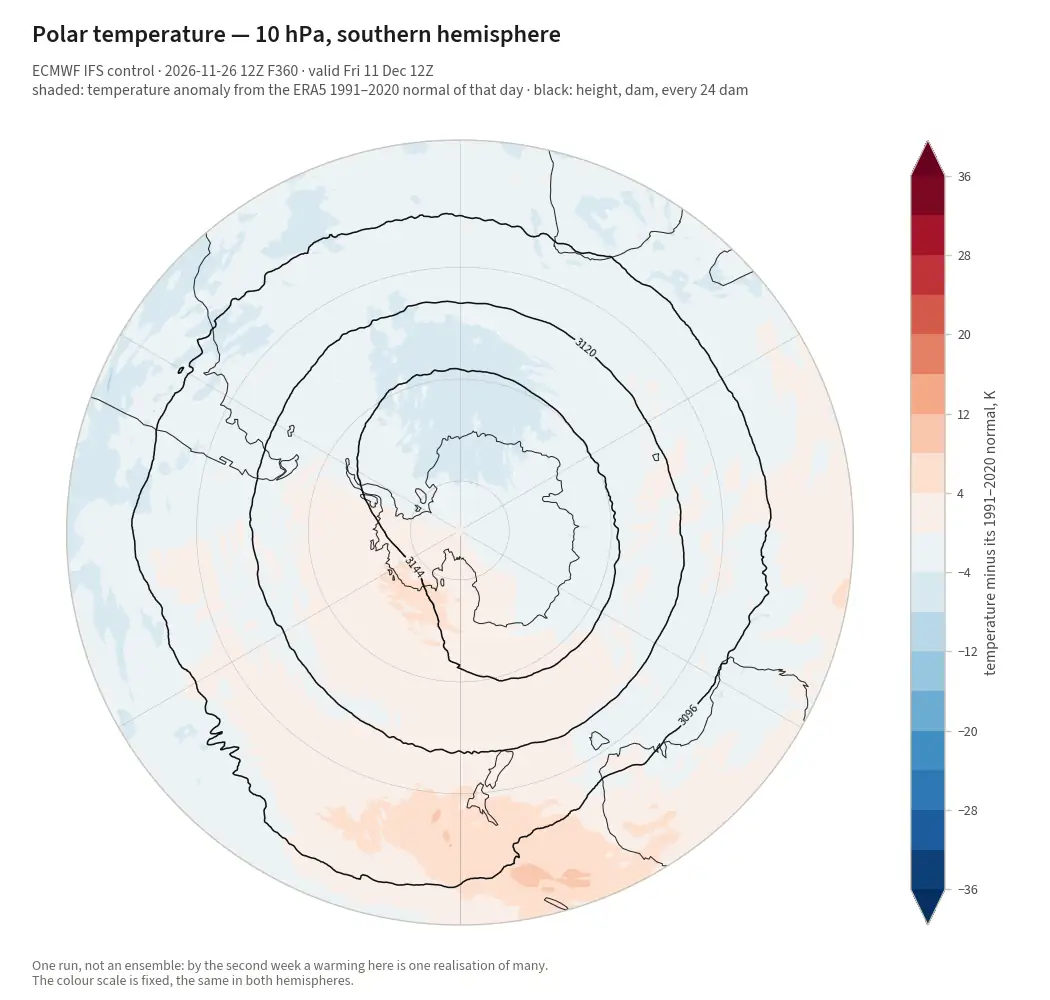 Polar temperature — 10 hPa, southern hemisphere
ECMWF IFS control · 2026-11-26 12Z F360 · valid Fri 11 Dec 12Z
shaded: temperature anomaly from the ERA5 1991–2020 normal of that day · black: height, dam, every 24 dam
36
28
20
12
4
−4
−12
−20
−28
−36
temperature minus its 1991–2020 normal, K
3120
3144
3096
One run, not an ensemble: by the second week a warming here is one realisation of many.
The colour scale is fixed, the same in both hemispheres.